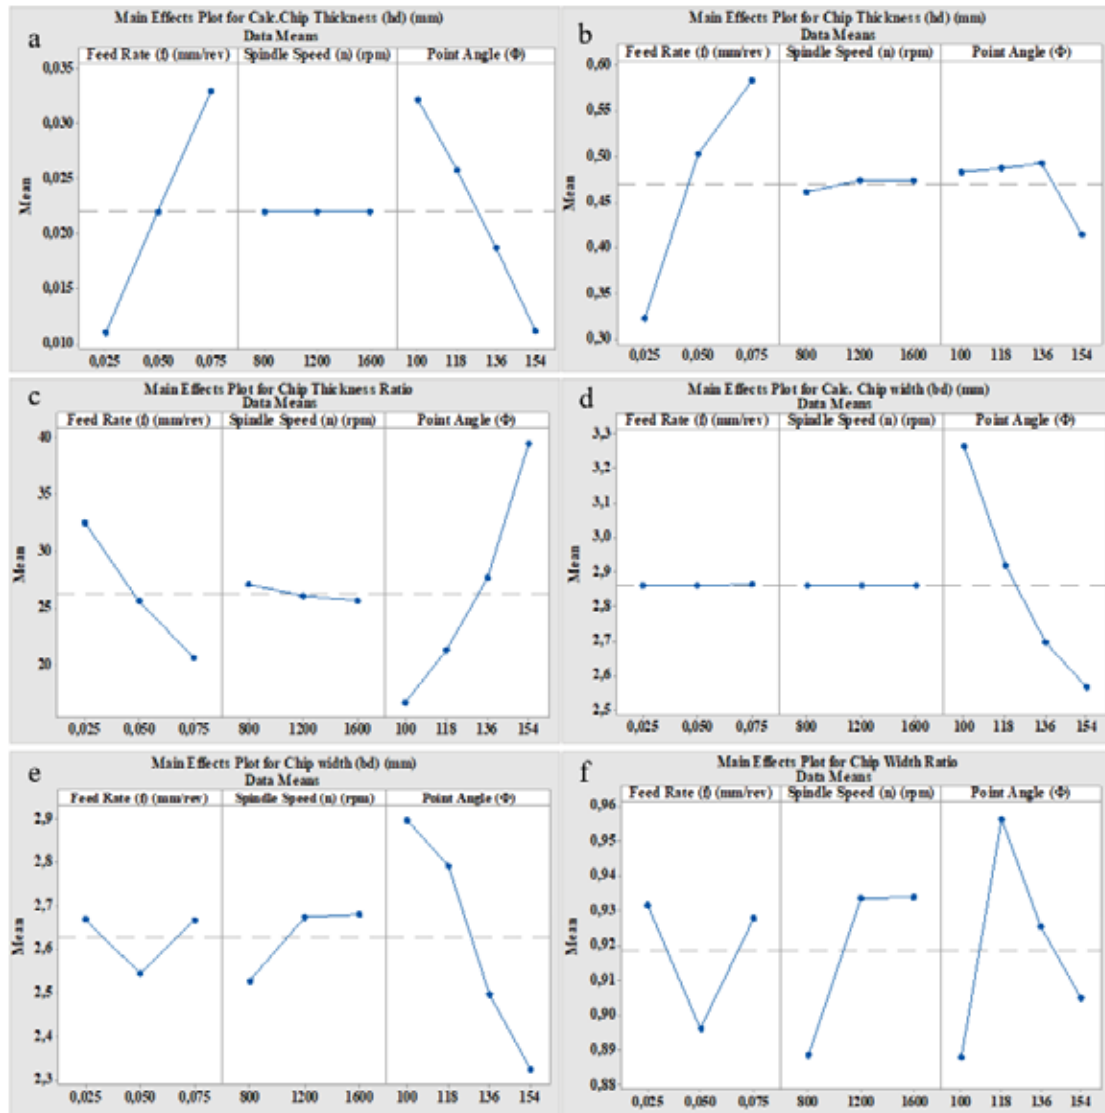 a
Main Effects Plot for Calc.Chip Thickness (hd) (mm)
Data Means
Feed Rate (f) (mm/rev) Spindle Speed (n) (rpm) Point Angle (Φ)
Mean
0,035
0,030
0,025
0,020
0,015
0,010
0,025 0,050 0,075 800 1200 1600 100 118 136 154
b
Main Effects Plot for Chip Thickness (hd) (mm)
Data Means
Feed Rate (f) (mm/rev) Spindle Speed (n) (rpm) Point Angle (Φ)
Mean
0,60
0,55
0,50
0,45
0,40
0,35
0,30
0,025 0,050 0,075 800 1200 1600 100 118 136 154
c
Main Effects Plot for Chip Thickness Ratio
Data Means
Feed Rate (f) (mm/rev) Spindle Speed (n) (rpm) Point Angle (Φ)
Mean
40
35
30
25
20
0,025 0,050 0,075 800 1200 1600 100 118 136 154
d
Main Effects Plot for Calc. Chip width (bd) (mm)
Data Means
Feed Rate (f) (mm/rev) Spindle Speed (n) (rpm) Point Angle (Φ)
Mean
3,3
3,2
3,1
3,0
2,9
2,8
2,7
2,6
2,5
0,025 0,050 0,075 800 1200 1600 100 118 136 154
e
Main Effects Plot for Chip width (bd) (mm)
Data Means
Feed Rate (f) (mm/rev) Spindle Speed (n) (rpm) Point Angle (Φ)
Mean
2,9
2,8
2,7
2,6
2,5
2,4
2,3
0,025 0,050 0,075 800 1200 1600 100 118 136 154
f
Main Effects Plot for Chip Width Ratio
Data Means
Feed Rate (f) (mm/rev) Spindle Speed (n) (rpm) Point Angle (Φ)
Mean
0,96
0,95
0,94
0,93
0,92
0,91
0,90
0,89
0,88
0,025 0,050 0,075 800 1200 1600 100 118 136 154